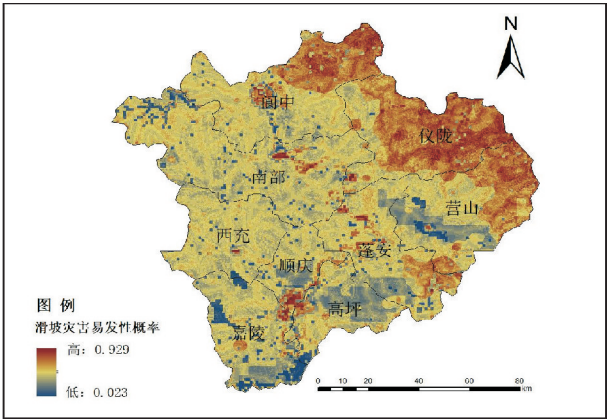 N
阆中
仪陇
南部
营山
西充
蓬安
顺庆
高坪
嘉陵
图 例
滑坡灾害易发性概率
高：0.929
低：0.023
0 10 20 40 60 80
km